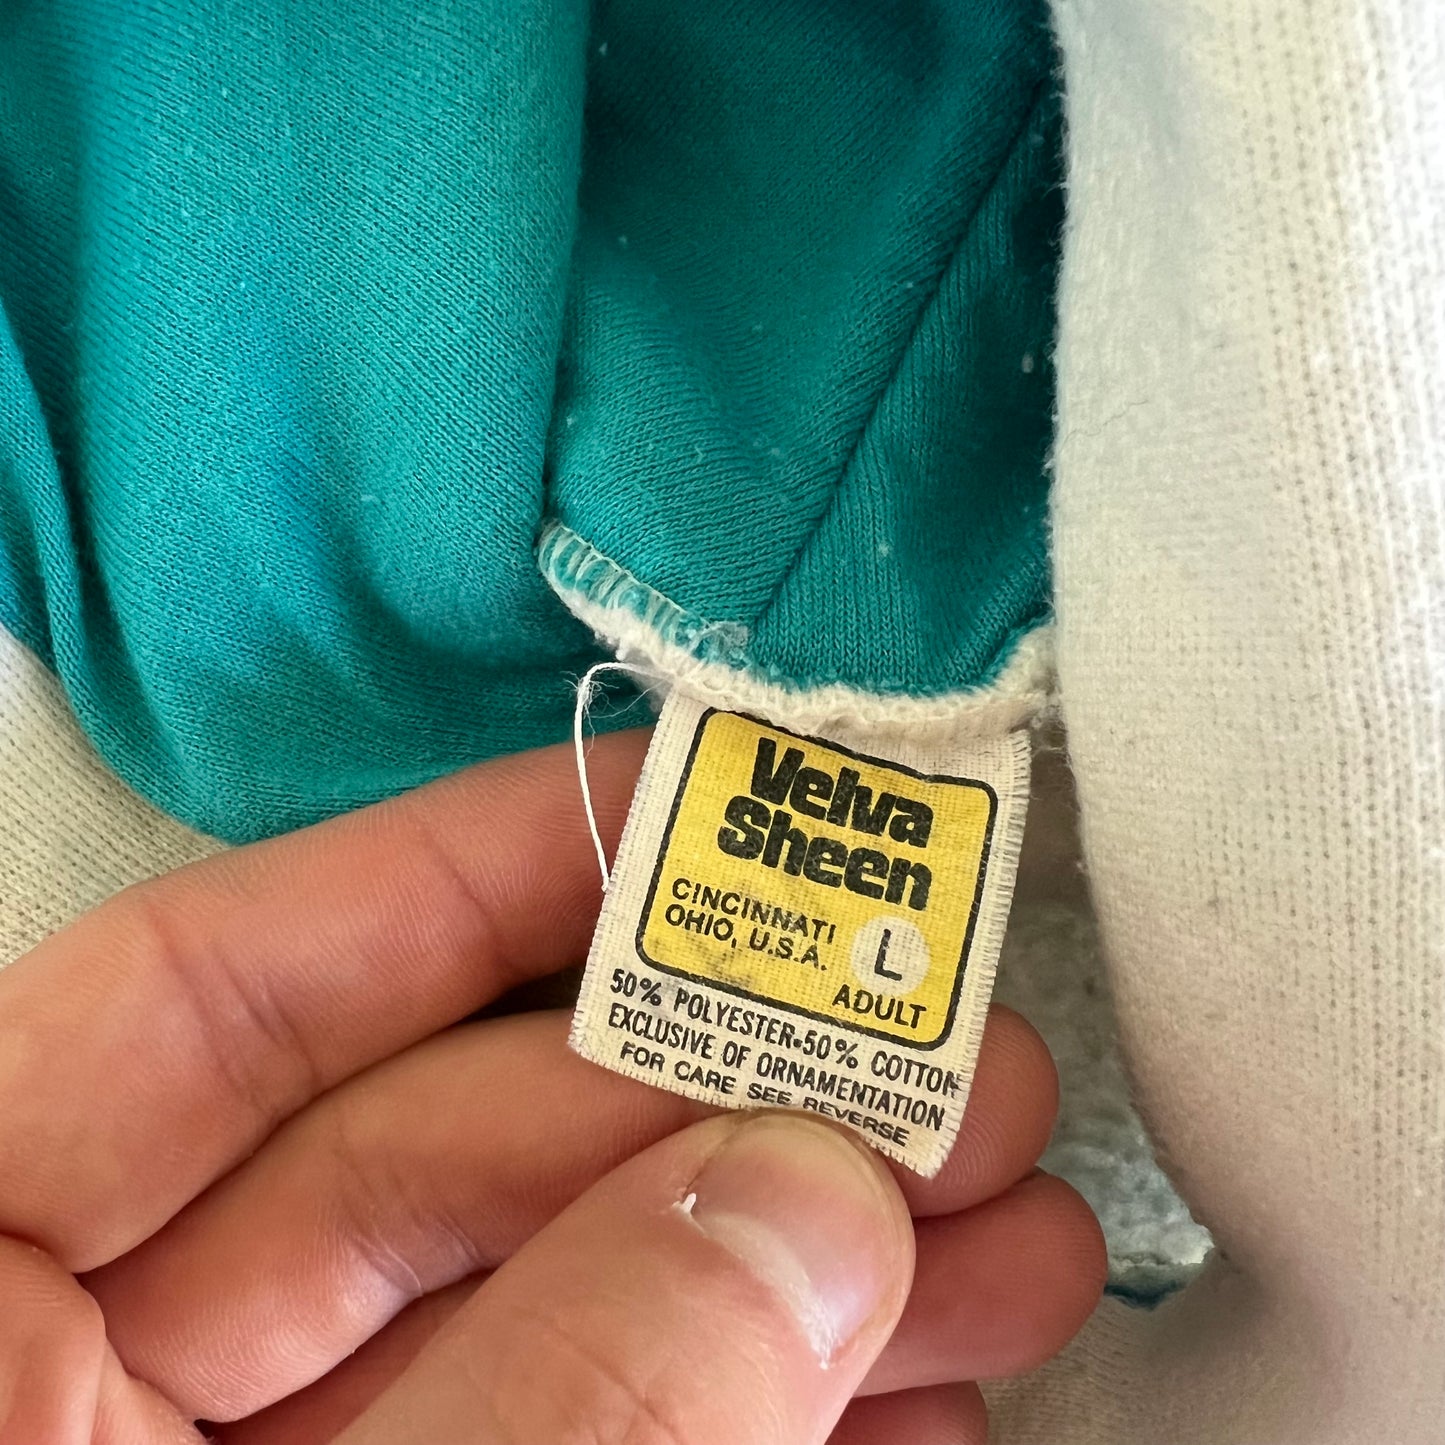 Velva
Sheen
CINCINNATI
OHIO, U.S.A.
L
ADULT
50% POLYESTER•50% COTTON
EXCLUSIVE OF ORNAMENTATION
FOR CARE SEE REVERSE